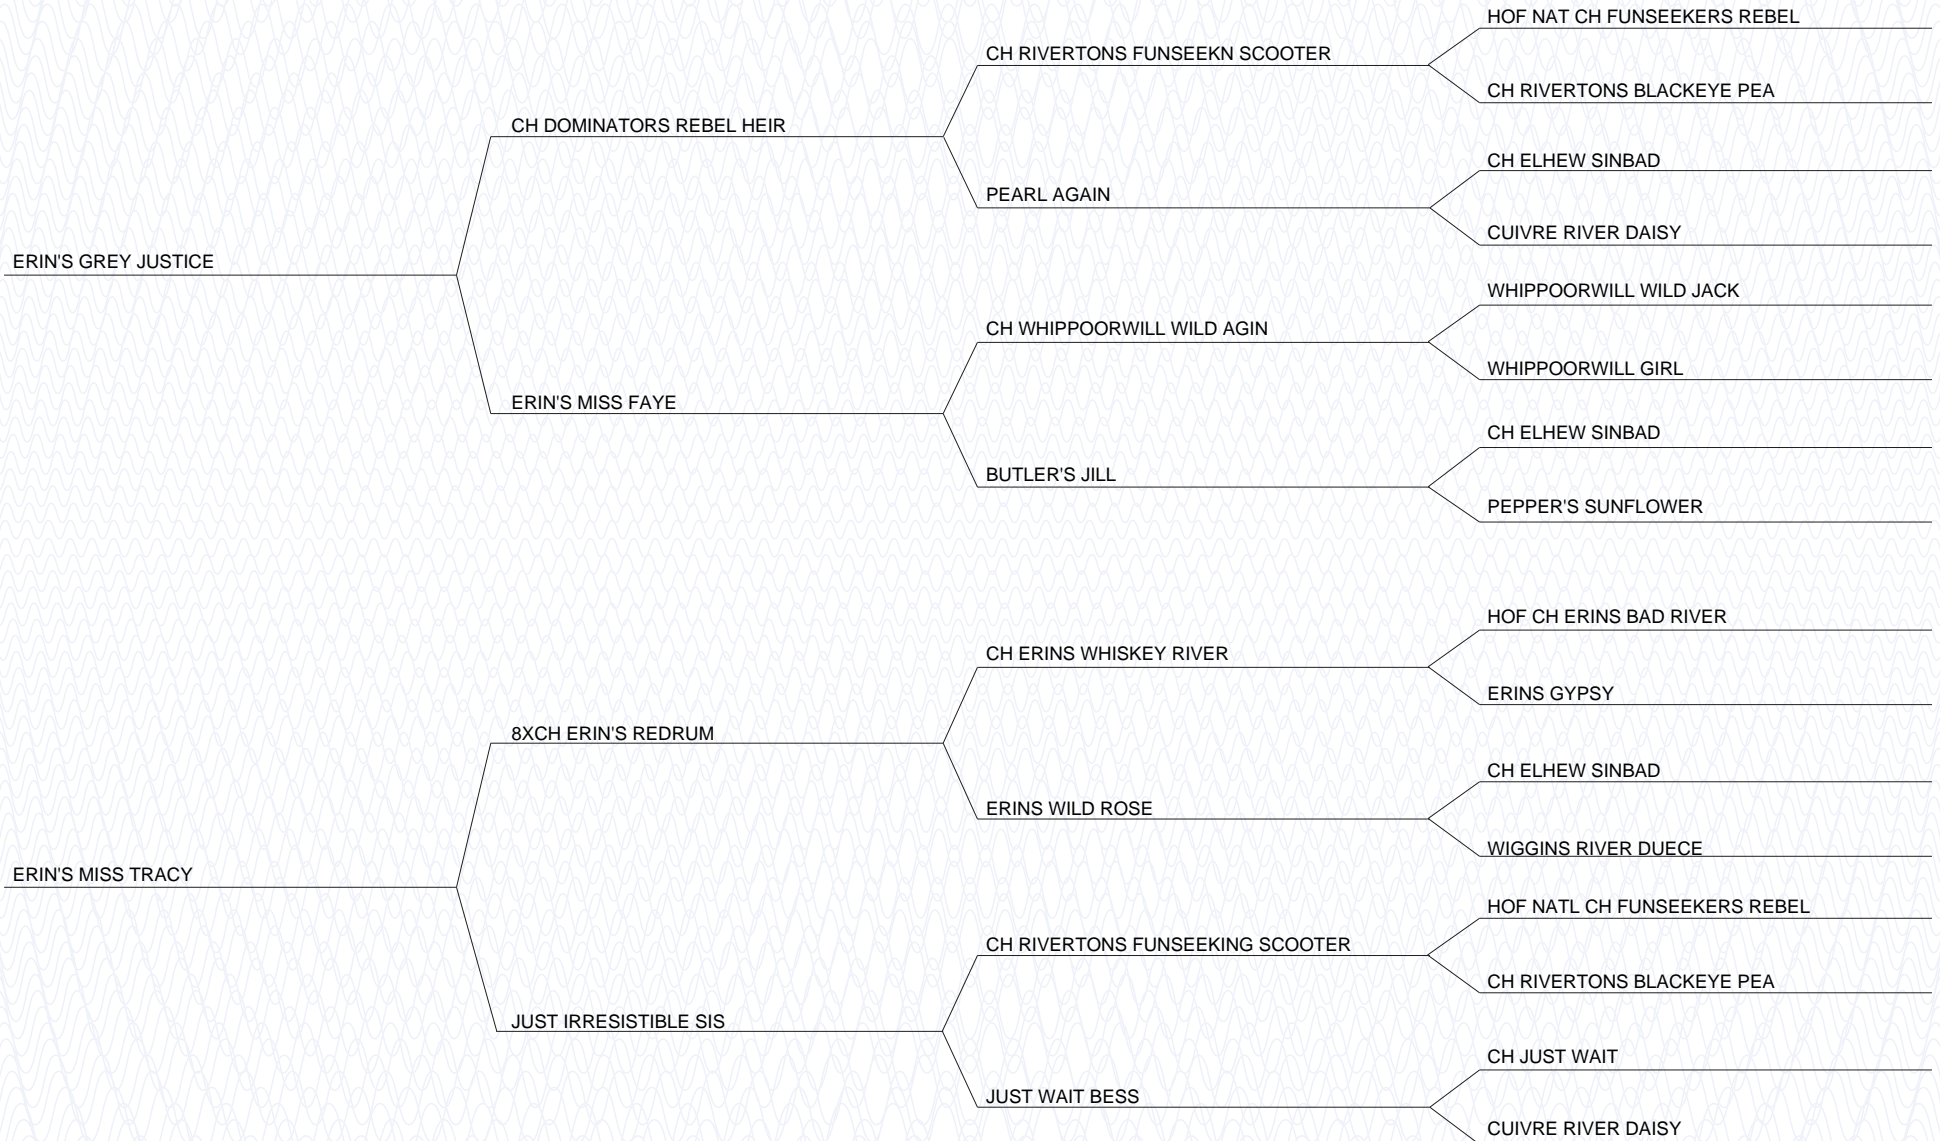 HOF NAT CH FUNSEEKERS REBEL
CH RIVERTONS FUNSEEKN SCOOTER
CH RIVERTONS BLACKEYE PEA
CH DOMINATORS REBEL HEIR
CH ELHEW SINBAD
PEARL AGAIN
CUIVRE RIVER DAISY
ERIN'S GREY JUSTICE
WHIPPOORWILL WILD JACK
CH WHIPPOORWILL WILD AGIN
WHIPPOORWILL GIRL
ERIN'S MISS FAYE
CH ELHEW SINBAD
BUTLER'S JILL
PEPPER'S SUNFLOWER
HOF CH ERINS BAD RIVER
CH ERINS WHISKEY RIVER
ERINS GYPSY
8XCH ERIN'S REDRUM
CH ELHEW SINBAD
ERINS WILD ROSE
WIGGINS RIVER DUECE
ERIN'S MISS TRACY
HOF NATL CH FUNSEEKERS REBEL
CH RIVERTONS FUNSEEKING SCOOTER
CH RIVERTONS BLACKEYE PEA
JUST IRRESISTIBLE SIS
CH JUST WAIT
JUST WAIT BESS
CUIVRE RIVER DAISY